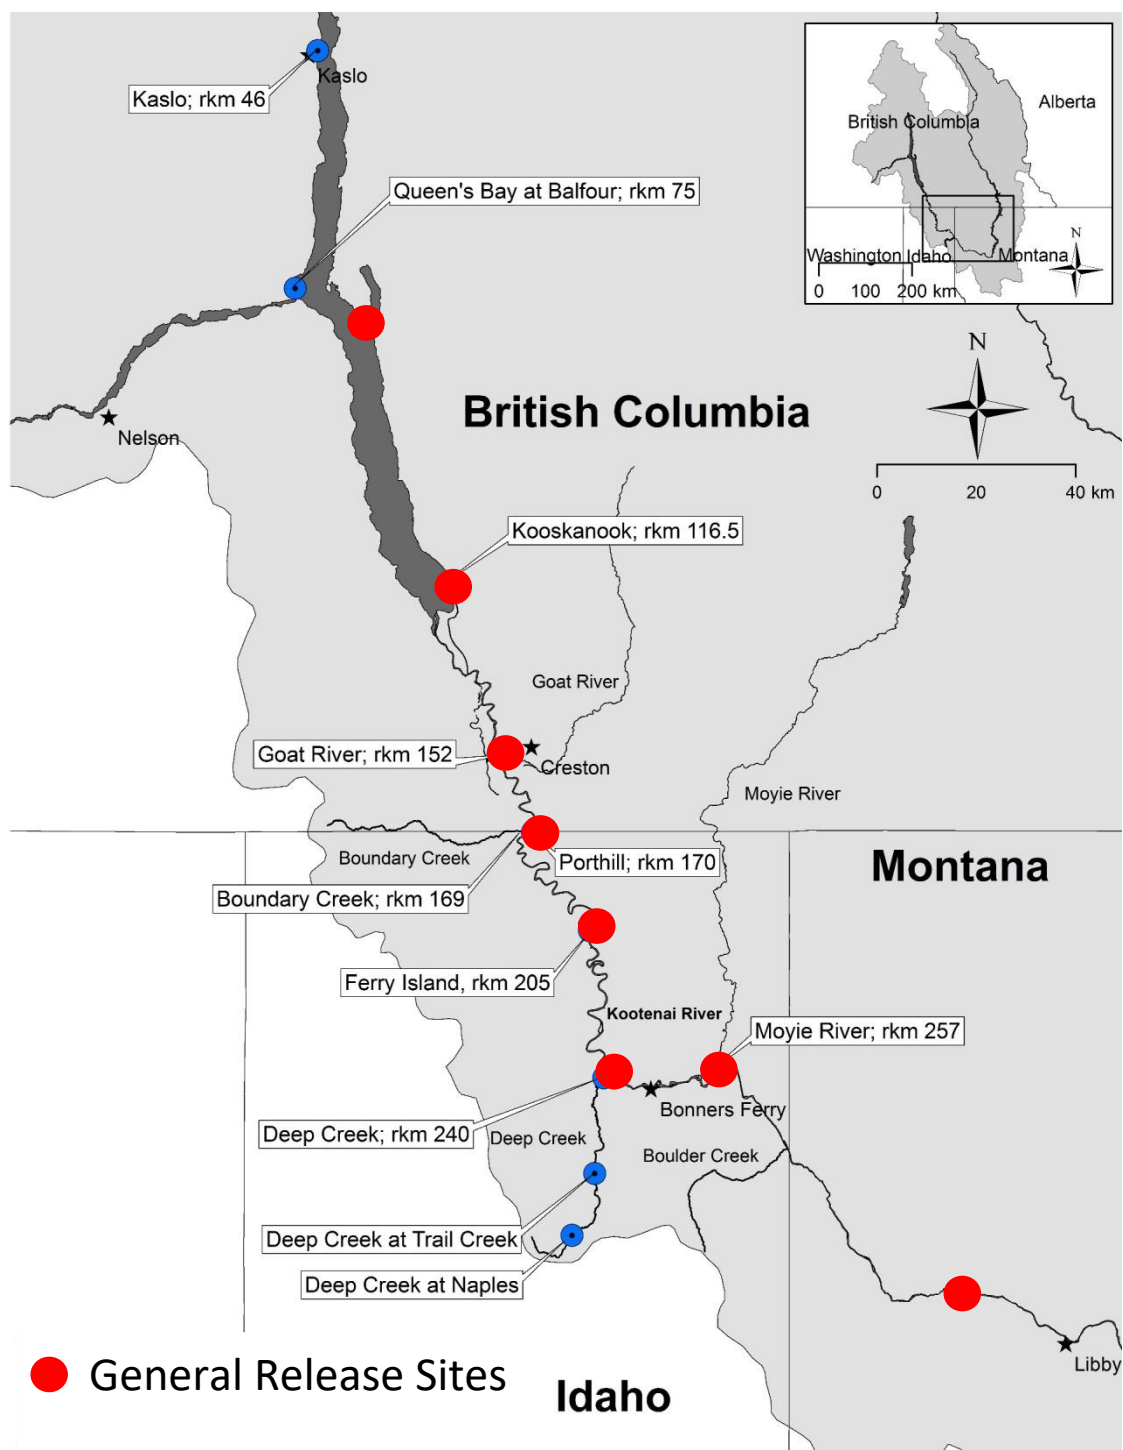 Kaslo
Kaslo; rkm 46
Alberta
British Columbia
Queen's Bay at Balfour; rkm 75
N
Washington
Idaho
Montana
0 100 200 km
N
British Columbia
Nelson
0 20 40 km
Kooskanook; rkm 116.5
Goat River
Goat River; rkm 152
Creston
Moyie River
Boundary Creek
Porthill; rkm 170
Montana
Boundary Creek; rkm 169
Ferry Island, rkm 205
Kootenai River
Moyie River; rkm 257
Bonners Ferry
Deep Creek; rkm 240
Deep Creek
Boulder Creek
Deep Creek at Trail Creek
Deep Creek at Naples
Libby
General Release Sites
Idaho